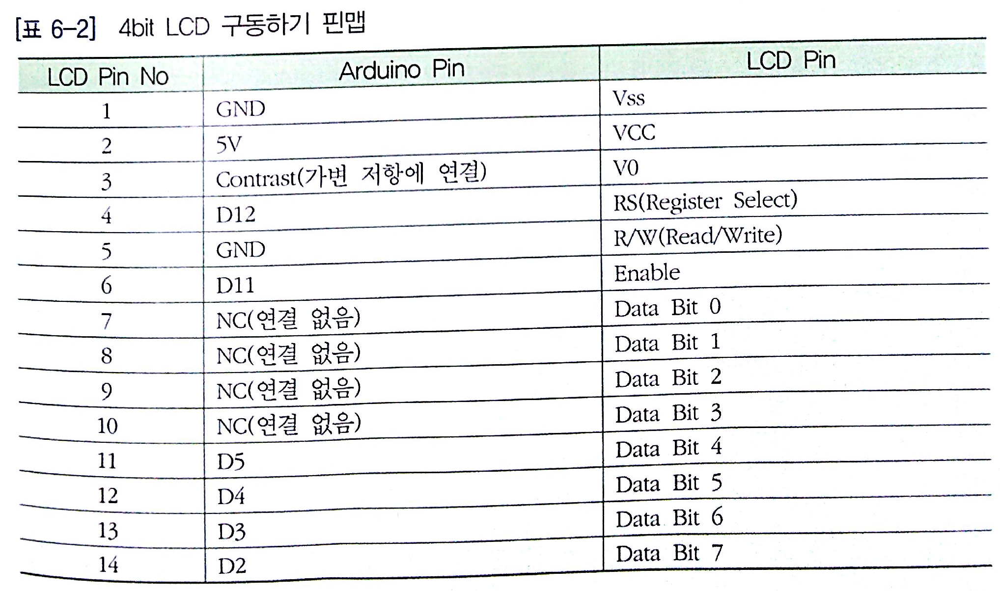 [표 6-2] 4bit LCD 구동하기 핀맵
LCD Pin No Arduino Pin LCD Pin
1 GND Vss
2 5V VCC
3 Contrast(가변 저항에 연결) V0
4 D12 RS(Register Select)
5 GND R/W(Read/Write)
6 D11 Enable
7 NC(연결 없음) Data Bit 0
8 NC(연결 없음) Data Bit 1
9 NC(연결 없음) Data Bit 2
10 NC(연결 없음) Data Bit 3
11 D5 Data Bit 4
12 D4 Data Bit 5
13 D3 Data Bit 6
14 D2 Data Bit 7